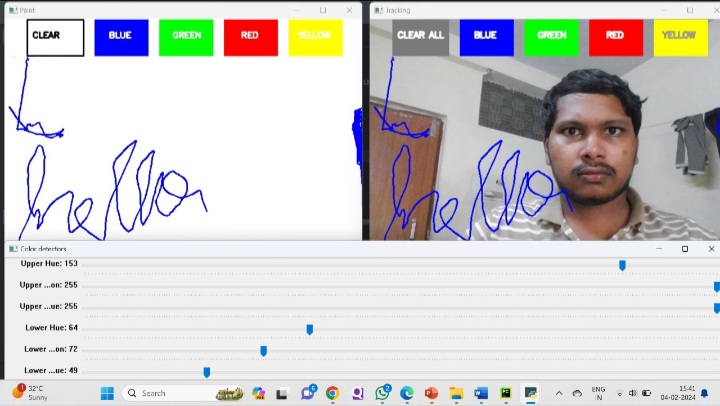 Paint
Tracking
CLEAR
BLUE
GREEN
RED
YELLOW
CLEAR ALL
BLUE
GREEN
RED
YELLOW
hello
Color detectors
Upper Hue: 153
Upper ...on: 255
Upper ...ue: 255
Lower Hue: 64
Lower ...on: 72
Lower ...ue: 49
32°C
Sunny
Search
ENG
IN
15:41
04-02-2024